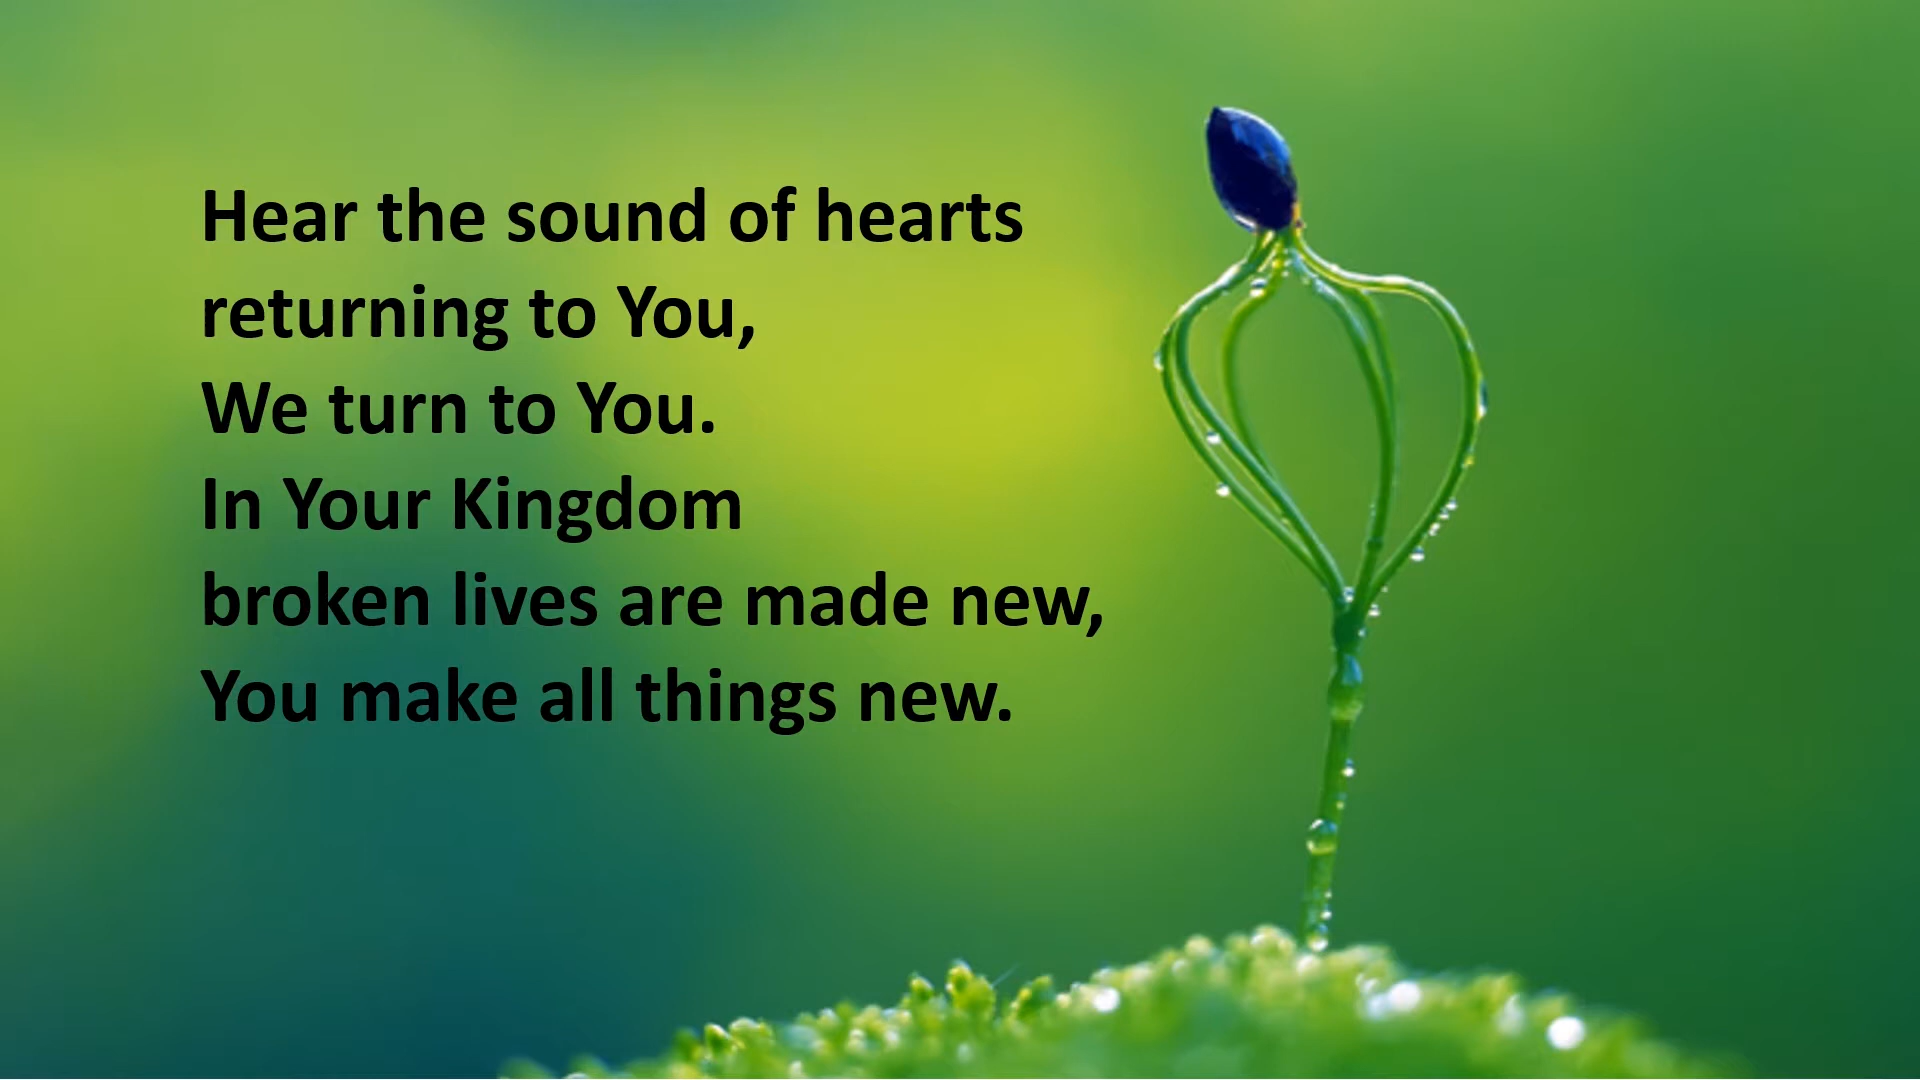 Hear the sound of hearts
returning to You,
We turn to You.
In Your Kingdom
broken lives are made new,
You make all things new.